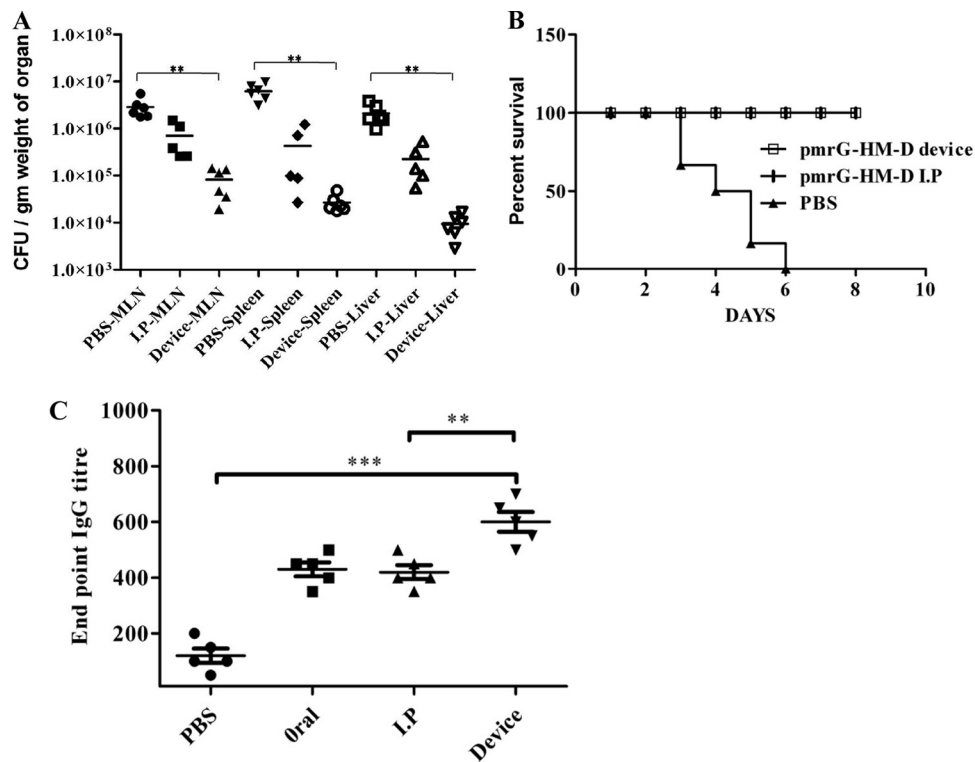 A
CFU / gm weight of organ
1.0×10^8
1.0×10^7
1.0×10^6
1.0×10^5
1.0×10^4
1.0×10^3
**
**
**
PBS-MLN
I.P-MLN
Device-MLN
PBS-Spleen
I.P-Spleen
Device-Spleen
PBS-Liver
I.P-Liver
Device-Liver
B
Percent survival
150
100
50
0
0
2
4
6
8
10
DAYS
pmrG-HM-D device
pmrG-HM-D I.P
PBS
C
End point IgG titre
1000
800
600
400
200
**
***
PBS
0ral
I.P
Device